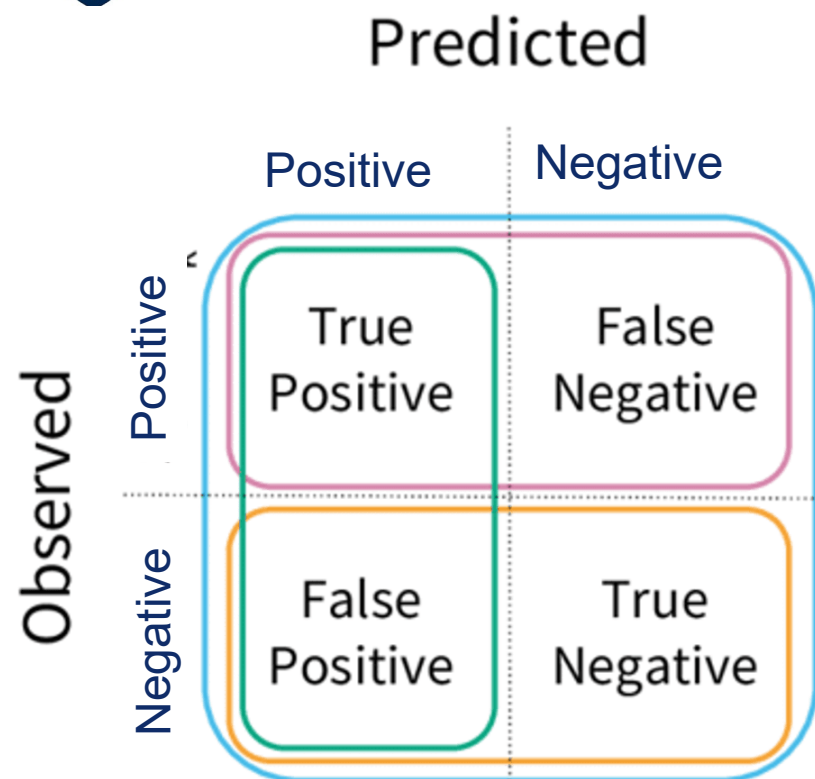 Predicted
Positive
Negative
Observed
Positive
True
Positive
False
Negative
Negative
False
Positive
True
Negative